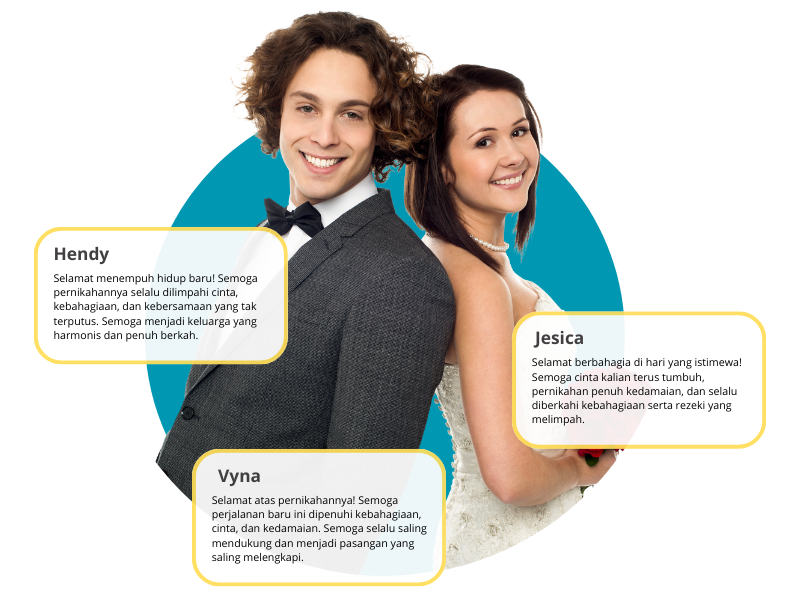 Hendy
Selamat menempuh hidup baru! Semoga
pernikahannya selalu dilimpahi cinta,
kebahagiaan, dan kebersamaan yang tak
terputus. Semoga menjadi keluarga yang
harmonis dan penuh berkah.
Jesica
Selamat berbahagia di hari yang istimewa!
Semoga cinta kalian terus tumbuh,
pernikahan penuh kedamaian, dan selalu
diberkahi kebahagiaan serta rezeki yang
melimpah.
Vyna
Selamat atas pernikahannya! Semoga
perjalanan baru ini dipenuhi kebahagiaan,
cinta, dan kedamaian. Semoga selalu saling
mendukung dan menjadi pasangan yang
saling melengkapi.